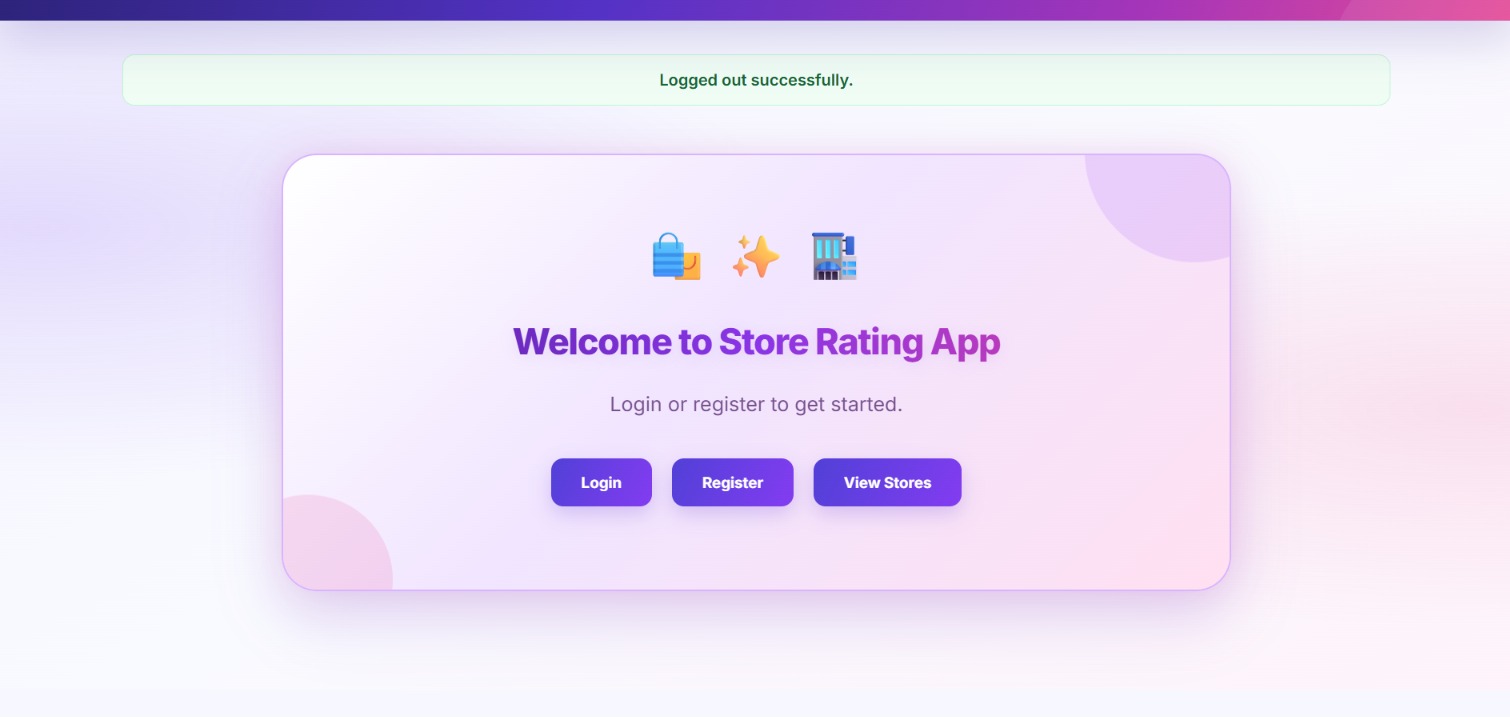 Logged out successfully.
Welcome to Store Rating App
Login or register to get started.
Login
Register
View Stores